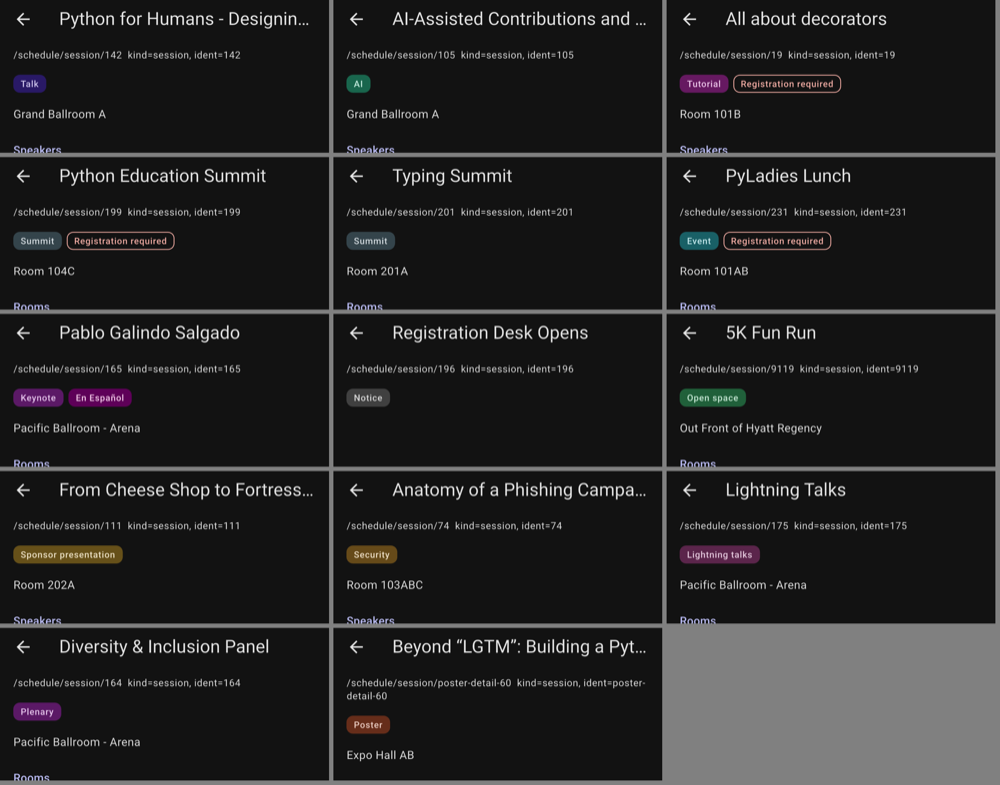 Python for Humans - Designin...
/schedule/session/142 kind=session, ident=142
Talk
Grand Ballroom A
Speakers
AI-Assisted Contributions and ...
/schedule/session/105 kind=session, ident=105
AI
Grand Ballroom A
Speakers
All about decorators
/schedule/session/19 kind=session, ident=19
Tutorial Registration required
Room 101B
Speakers
Python Education Summit
/schedule/session/199 kind=session, ident=199
Summit Registration required
Room 104C
Rooms
Typing Summit
/schedule/session/201 kind=session, ident=201
Summit
Room 201A
Rooms
PyLadies Lunch
/schedule/session/231 kind=session, ident=231
Event Registration required
Room 101AB
Rooms
Pablo Galindo Salgado
/schedule/session/165 kind=session, ident=165
Keynote En Español
Pacific Ballroom - Arena
Rooms
Registration Desk Opens
/schedule/session/196 kind=session, ident=196
Notice
5K Fun Run
/schedule/session/9119 kind=session, ident=9119
Open space
Out Front of Hyatt Regency
Rooms
From Cheese Shop to Fortress...
/schedule/session/111 kind=session, ident=111
Sponsor presentation
Room 202A
Speakers
Anatomy of a Phishing Campa...
/schedule/session/74 kind=session, ident=74
Security
Room 103ABC
Speakers
Lightning Talks
/schedule/session/175 kind=session, ident=175
Lightning talks
Pacific Ballroom - Arena
Rooms
Diversity & Inclusion Panel
/schedule/session/164 kind=session, ident=164
Plenary
Pacific Ballroom - Arena
Rooms
Beyond “LGTM”: Building a Pyt...
/schedule/session/poster-detail-60 kind=session, ident=poster-
detail-60
Poster
Expo Hall AB